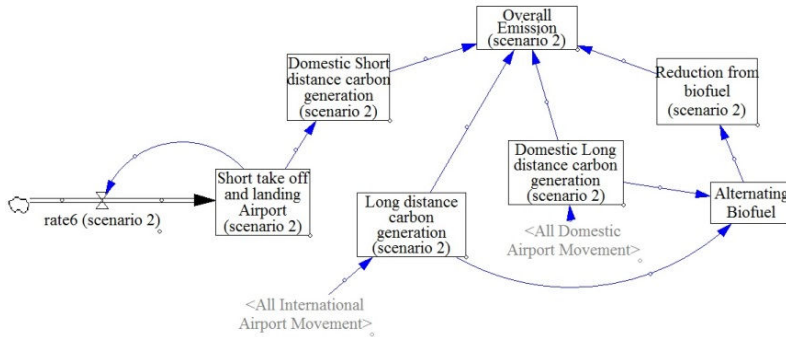 Overall
Emission
(scenario 2)
Domestic Short
distance carbon
generation
(scenario 2)
Reduction from
biofuel
(scenario 2)
Short take off
and landing
Airport
(scenario 2)
rate6 (scenario 2)
Long distance
carbon
generation
(scenario 2)
Domestic Long
distance carbon
generation
(scenario 2)
Alternating
Biofuel
<All Domestic
Airport Movement>
<All International
Airport Movement>